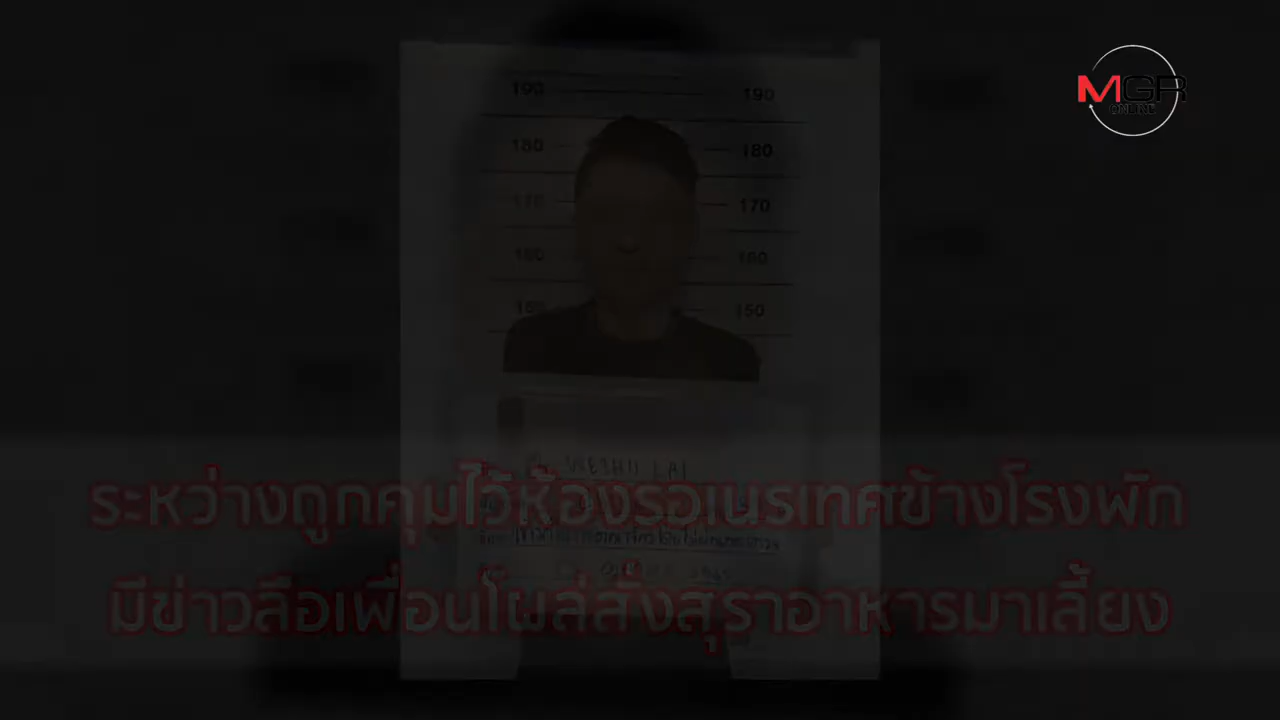 MGR
ONLINE
190 190
180 180
170 170
160 160
150 150
WEIHU LAI
ระหว่างถูกคุมไว้ห้องรอเนรเทศข้างโรงพัก
มีข่าวลือเพื่อนโผล่สั่งสุราอาหารมาเลี้ยง